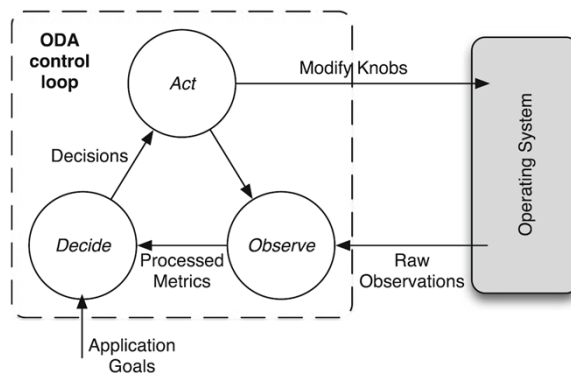 ODA
control
loop
Act
Modify Knobs
Operating System
Decisions
Decide
Processed
Metrics
Observe
Raw
Observations
Application
Goals